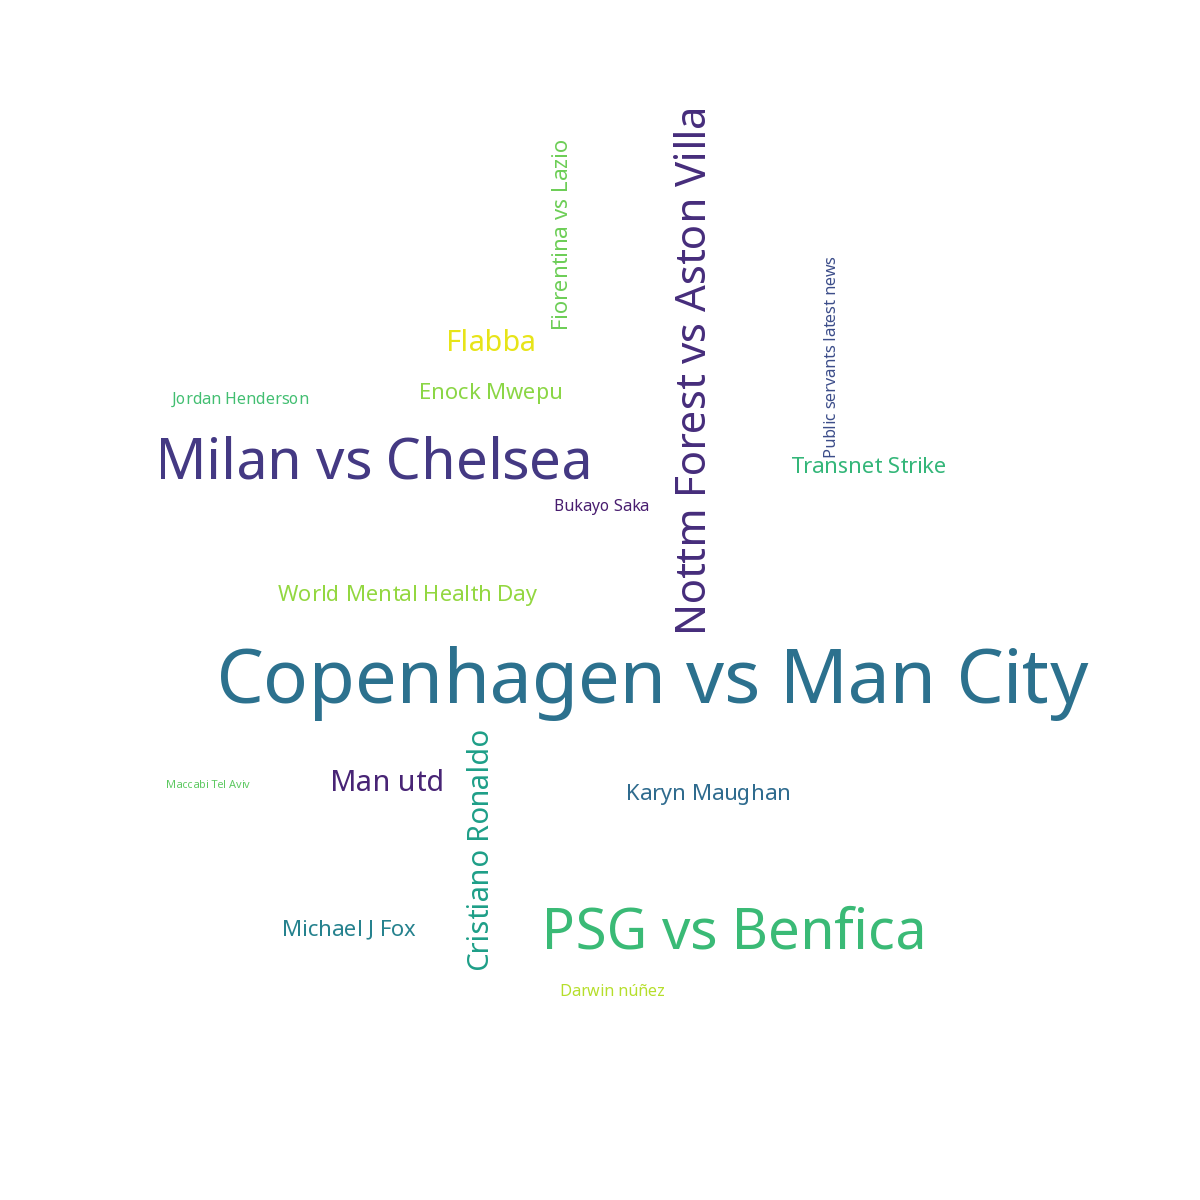 Nottm Forest vs Aston Villa
Fiorentina vs Lazio
Public servants latest news
Flabba
Enock Mwepu
Jordan Henderson
Milan vs Chelsea
Transnet Strike
Bukayo Saka
World Mental Health Day
Copenhagen vs Man City
Cristiano Ronaldo
Man utd
Maccabi Tel Aviv
Karyn Maughan
Michael J Fox
PSG vs Benfica
Darwin núñez